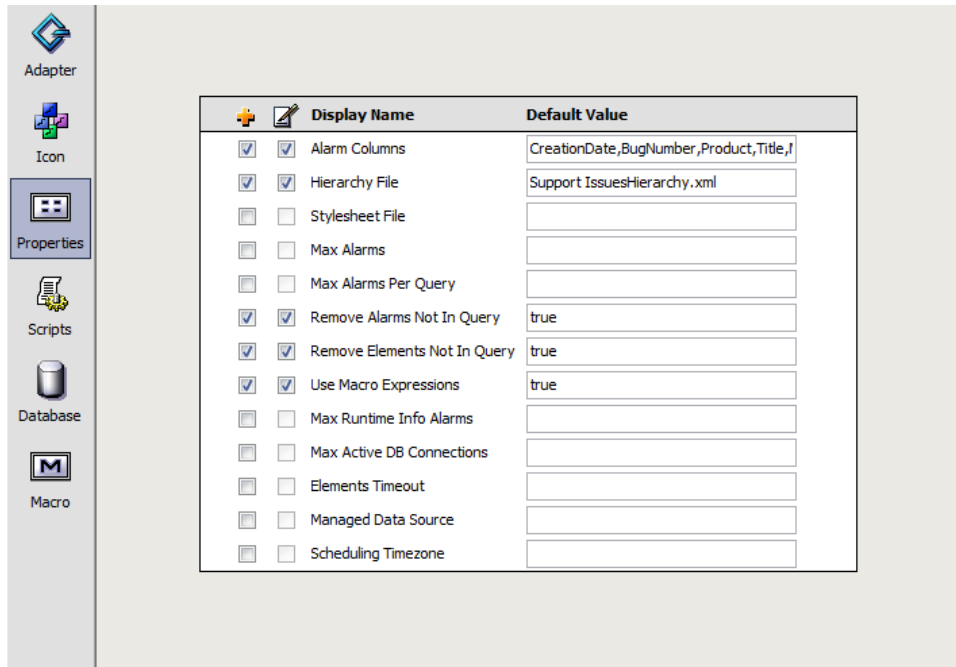 Adapter
Icon
Properties
Scripts
Database
M
Macro
Display Name Default Value
Alarm Columns CreationDate,BugNumber,Product,Title,
Hierarchy File Support IssuesHierarchy.xml
Stylesheet File
Max Alarms
Max Alarms Per Query
Remove Alarms Not In Query true
Remove Elements Not In Query true
Use Macro Expressions true
Max Runtime Info Alarms
Max Active DB Connections
Elements Timeout
Managed Data Source
Scheduling Timezone